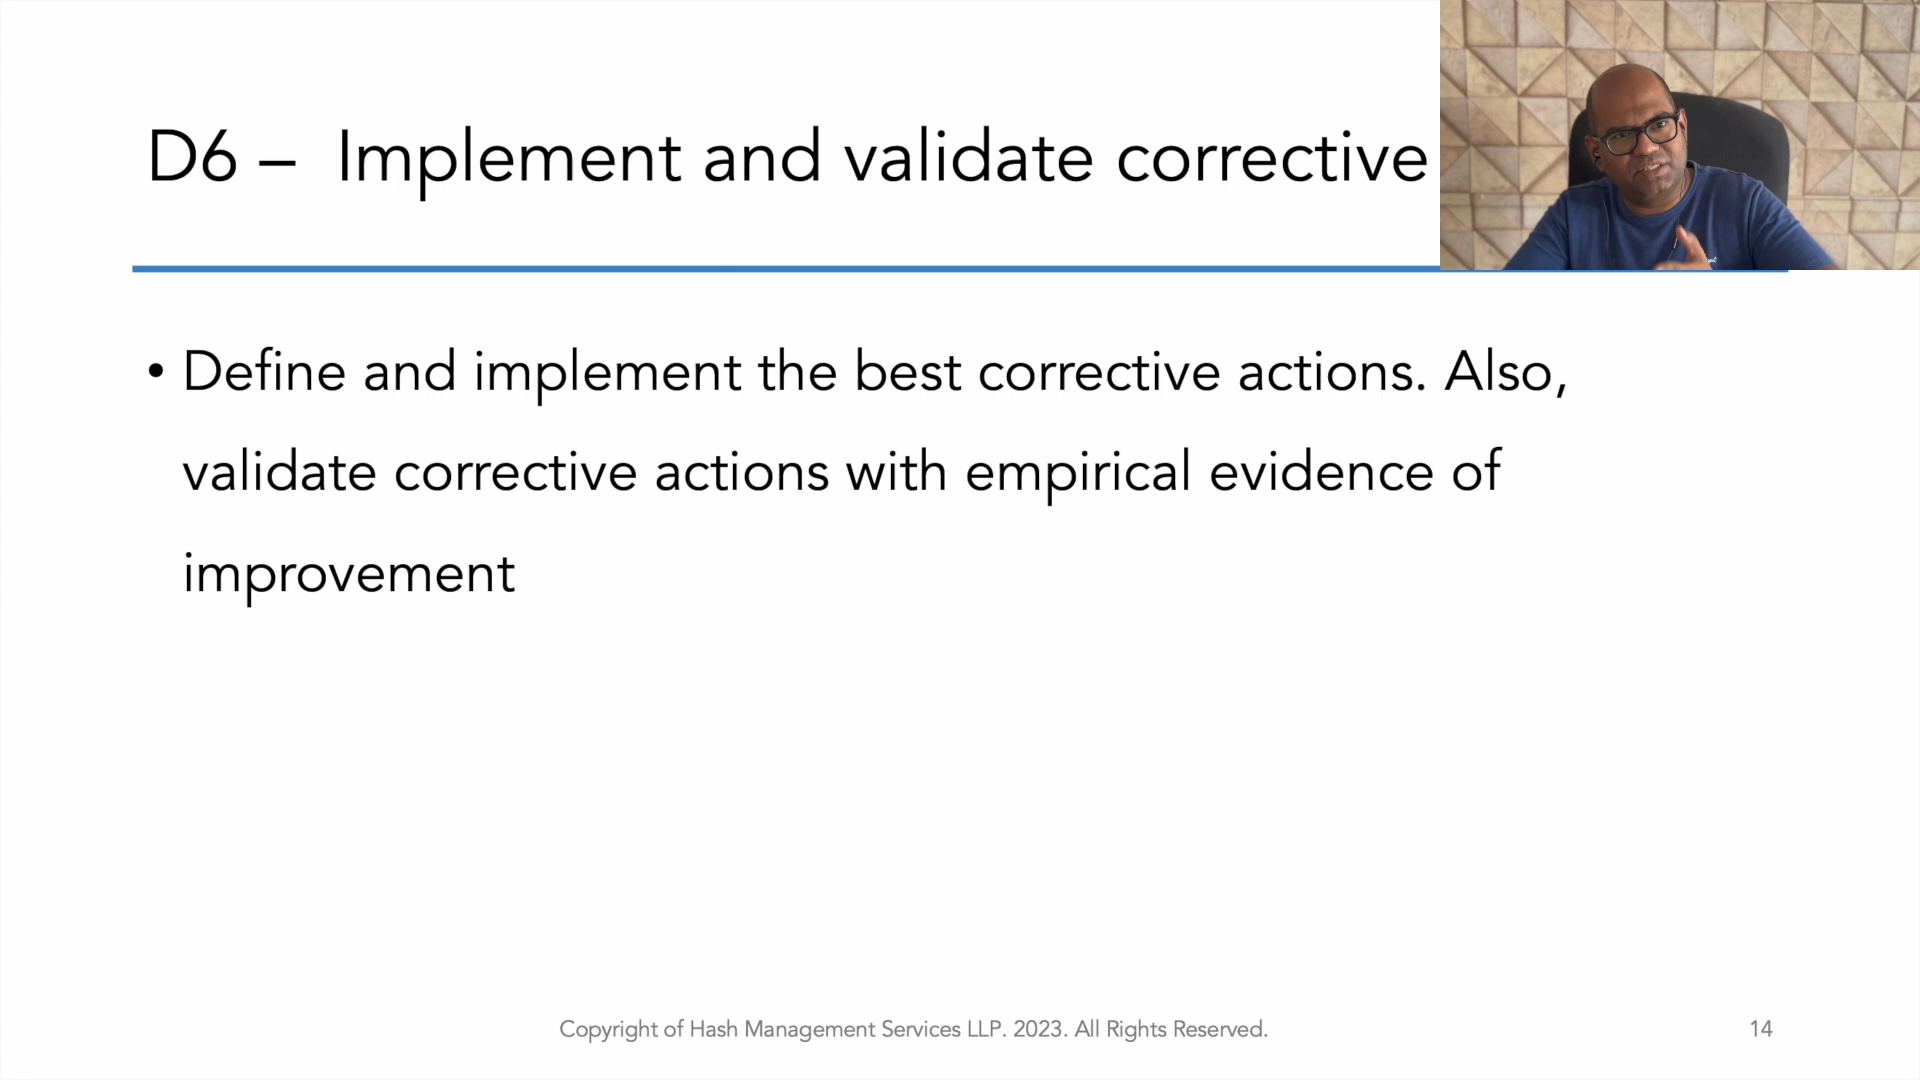 D6 –  Implement and validate corrective
• Define and implement the best corrective actions. Also,
validate corrective actions with empirical evidence of
improvement
Copyright of Hash Management Services LLP. 2023. All Rights Reserved.
14